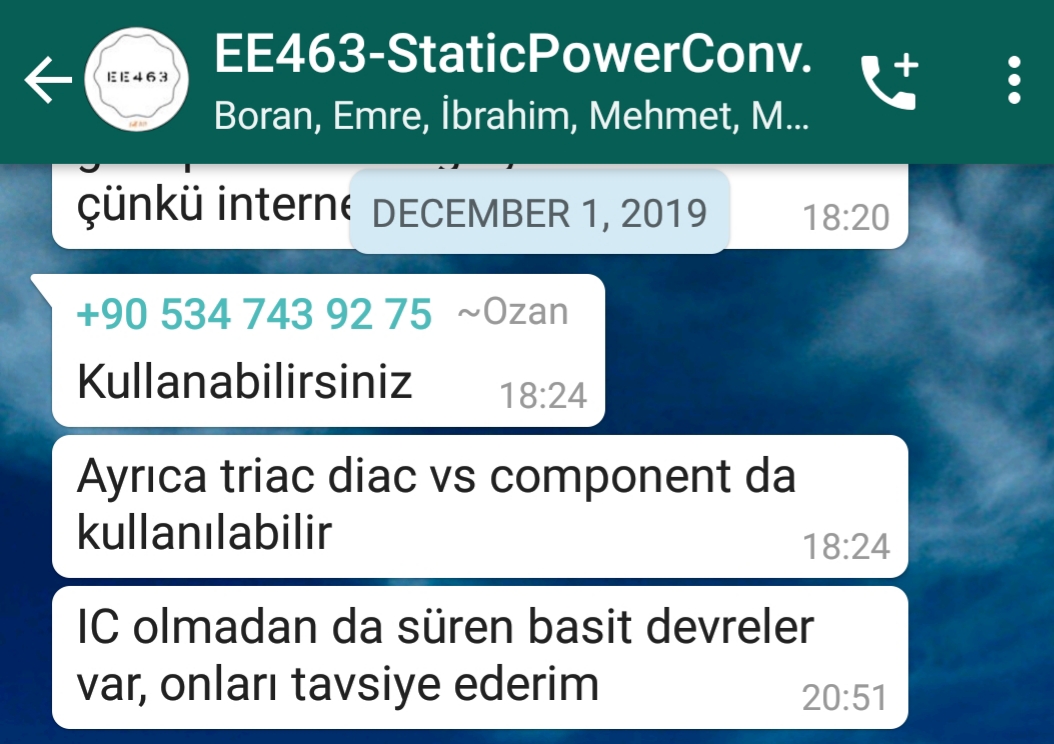 EE463-StaticPowerConv.
EE463
Boran, Emre, İbrahim, Mehmet, M...
çünkü interne
DECEMBER 1, 2019
18:20
+90 534 743 92 75 ~Ozan
Kullanabilirsiniz 18:24
Ayrıca triac diac vs component da
kullanılabilir 18:24
IC olmadan da süren basit devreler
var, onları tavsiye ederim 20:51